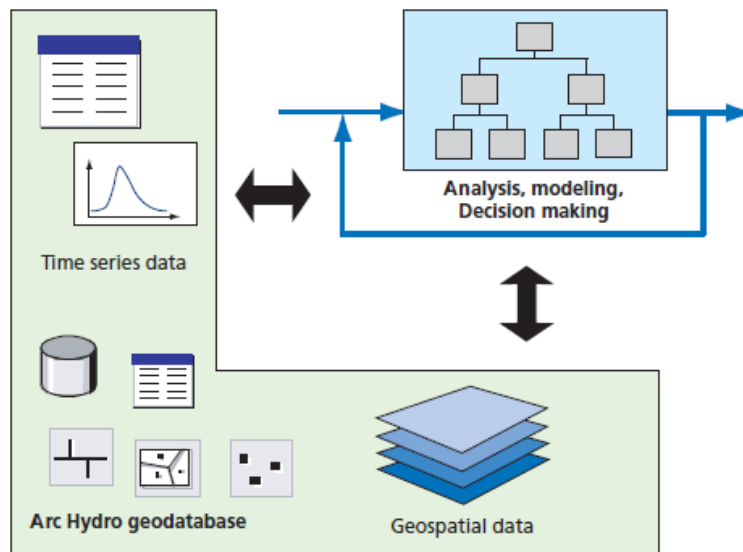 Analysis, modeling,
Decision making
Time series data
Arc Hydro geodatabase
Geospatial data